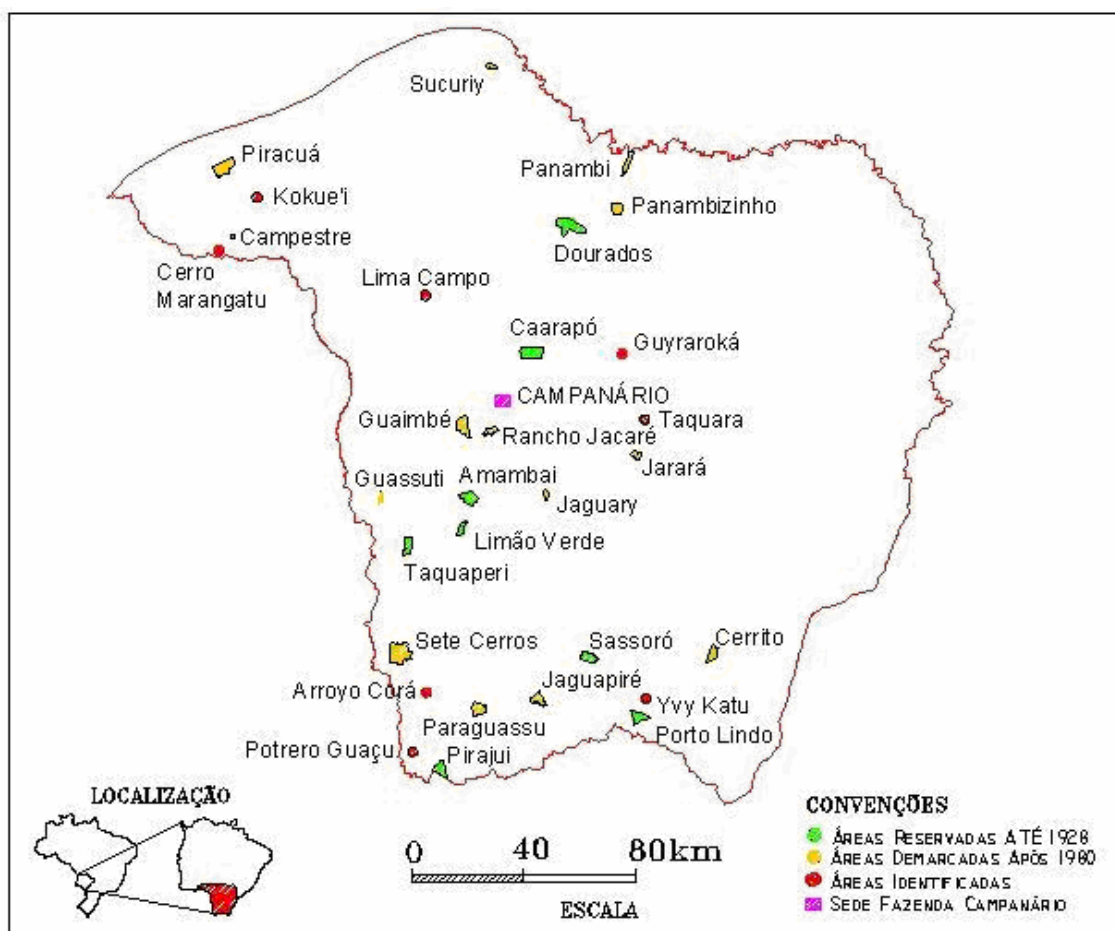 Sucuriy
Piracuá
Panambi
Kokue'i
Panambizinho
Campestre
Dourados
Cerro
Marangatu
Lima Campo
Caarapó
Guyraroká
CAMPANÁRIO
Guaimbé
Taquara
Rancho Jacaré
Jarará
Guassuti
Amambai
Jaguary
Limão Verde
Taquaperi
Sete Cerros
Sassoró
Cerrito
Jaguapiré
Arroyo Corá
Yvy Katu
Paraguassu
Porto Lindo
Potrero Guaçu
Pirajui
LOCALIZAÇÃO
0 40 80km
ESCALA
CONVENÇÕES
ÁREAS RESERVADAS ATÉ 1928
ÁREAS DEMARCADAS APÓS 1980
ÁREAS IDENTIFICADAS
SEDE FAZENDA CAMPANÁRIO